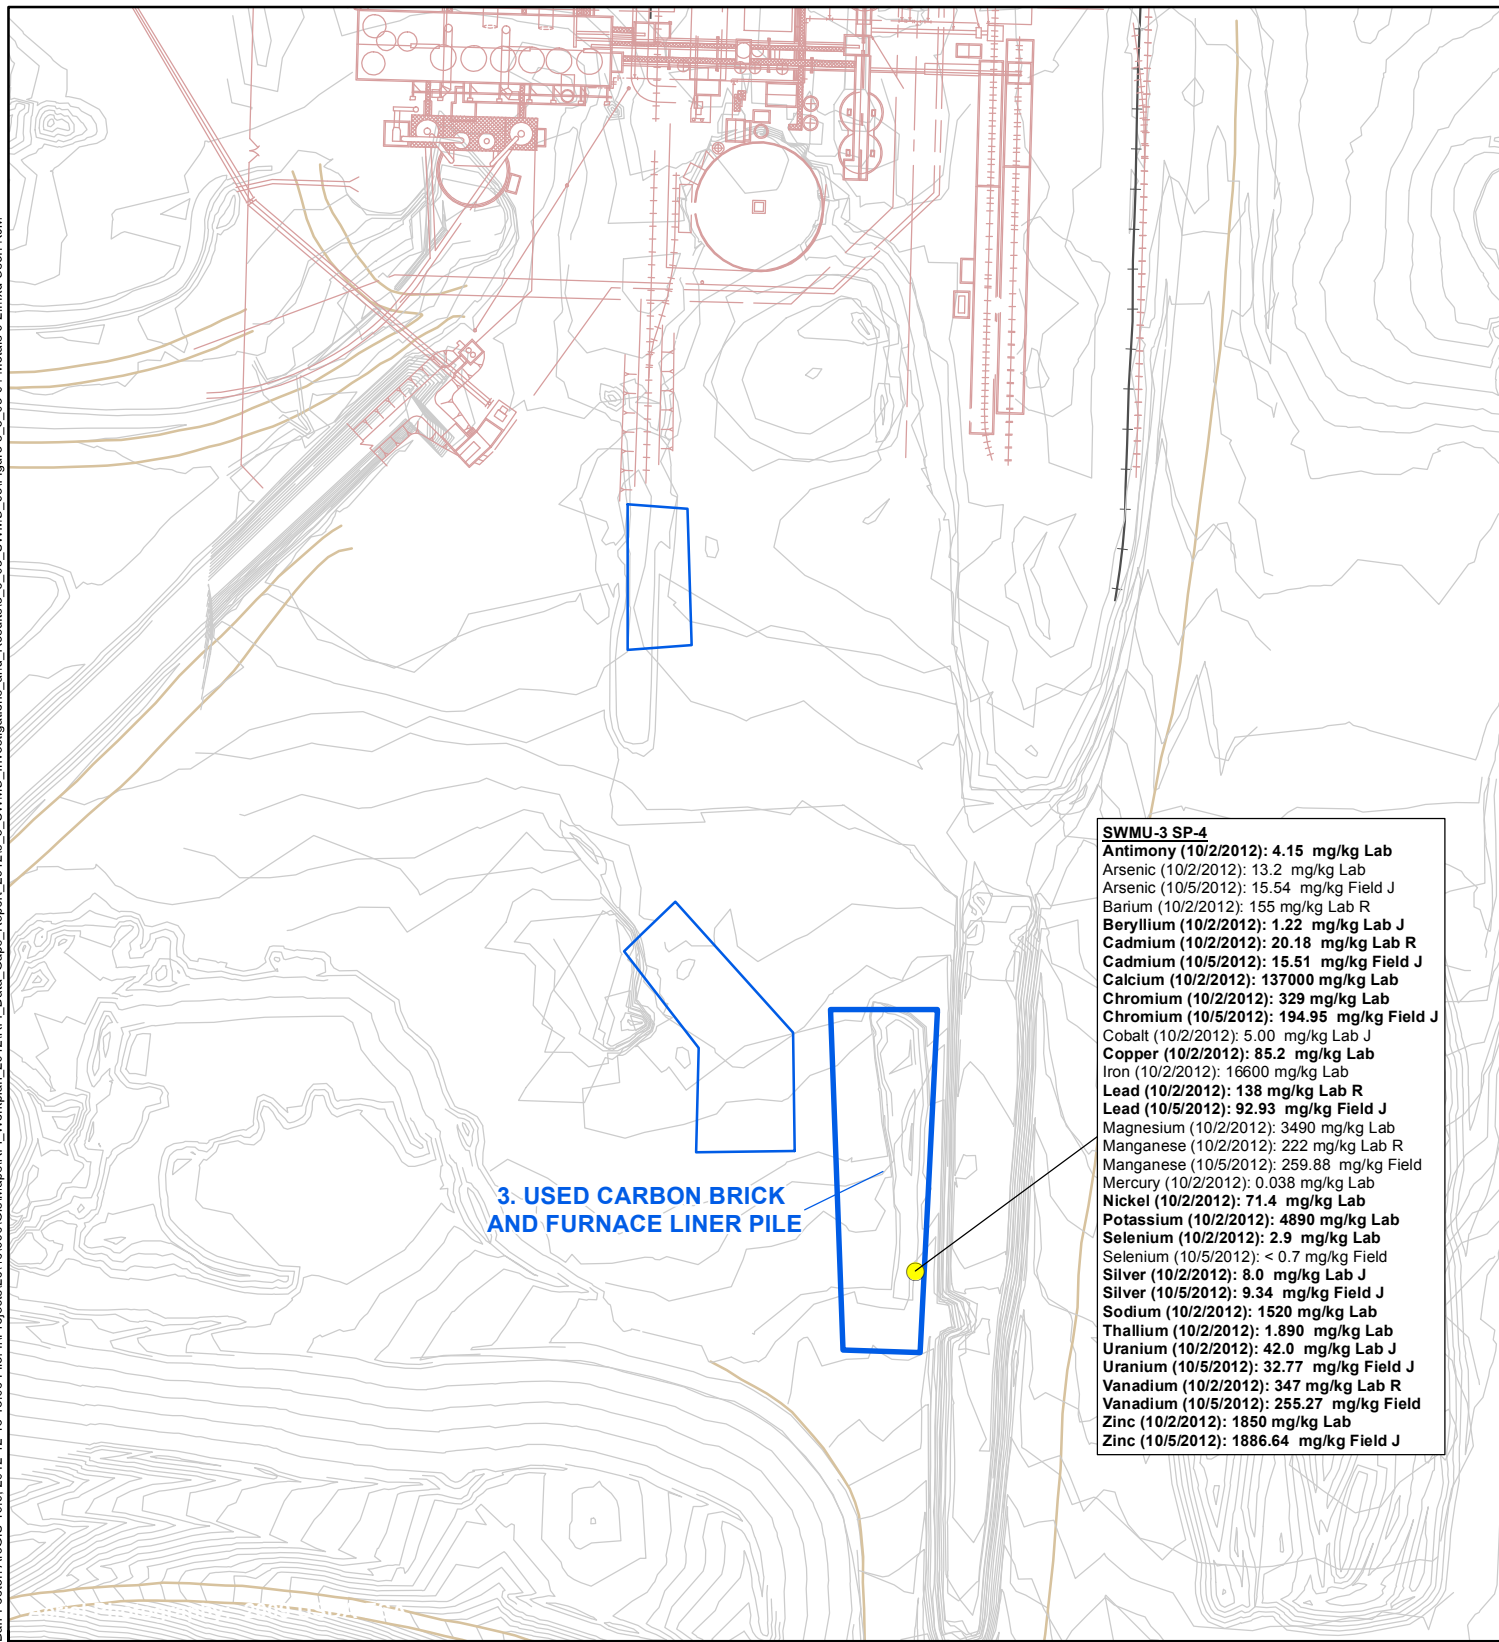 SWMU-3 SP-4
Antimony (10/2/2012): 4.15 mg/kg Lab
Arsenic (10/2/2012): 13.2 mg/kg Lab
Arsenic (10/5/2012): 15.54 mg/kg Field J
Barium (10/2/2012): 155 mg/kg Lab R
Beryllium (10/2/2012): 1.22 mg/kg Lab J
Cadmium (10/2/2012): 20.18 mg/kg Lab R
Cadmium (10/5/2012): 15.51 mg/kg Field J
Calcium (10/2/2012): 137000 mg/kg Lab
Chromium (10/2/2012): 329 mg/kg Lab
Chromium (10/5/2012): 194.95 mg/kg Field J
Cobalt (10/2/2012): 5.00 mg/kg Lab J
Copper (10/2/2012): 85.2 mg/kg Lab
Iron (10/2/2012): 16600 mg/kg Lab
Lead (10/2/2012): 138 mg/kg Lab R
Lead (10/5/2012): 92.93 mg/kg Field J
Magnesium (10/2/2012): 3490 mg/kg Lab
Manganese (10/2/2012): 222 mg/kg Lab R
Manganese (10/5/2012): 259.88 mg/kg Field
Mercury (10/2/2012): 0.038 mg/kg Lab
Nickel (10/2/2012): 71.4 mg/kg Lab
Potassium (10/2/2012): 4890 mg/kg Lab
Selenium (10/2/2012): 2.9 mg/kg Lab
Selenium (10/5/2012): < 0.7 mg/kg Field
Silver (10/2/2012): 8.0 mg/kg Lab J
Silver (10/5/2012): 9.34 mg/kg Field J
Sodium (10/2/2012): 1520 mg/kg Lab
Thallium (10/2/2012): 1.890 mg/kg Lab
Uranium (10/2/2012): 42.0 mg/kg Lab J
Uranium (10/5/2012): 32.77 mg/kg Field J
Vanadium (10/2/2012): 347 mg/kg Lab R
Vanadium (10/5/2012): 255.27 mg/kg Field
Zinc (10/2/2012): 1850 mg/kg Lab
Zinc (10/5/2012): 1886.64 mg/kg Field J
3. USED CARBON BRICK
AND FURNACE LINER PILE